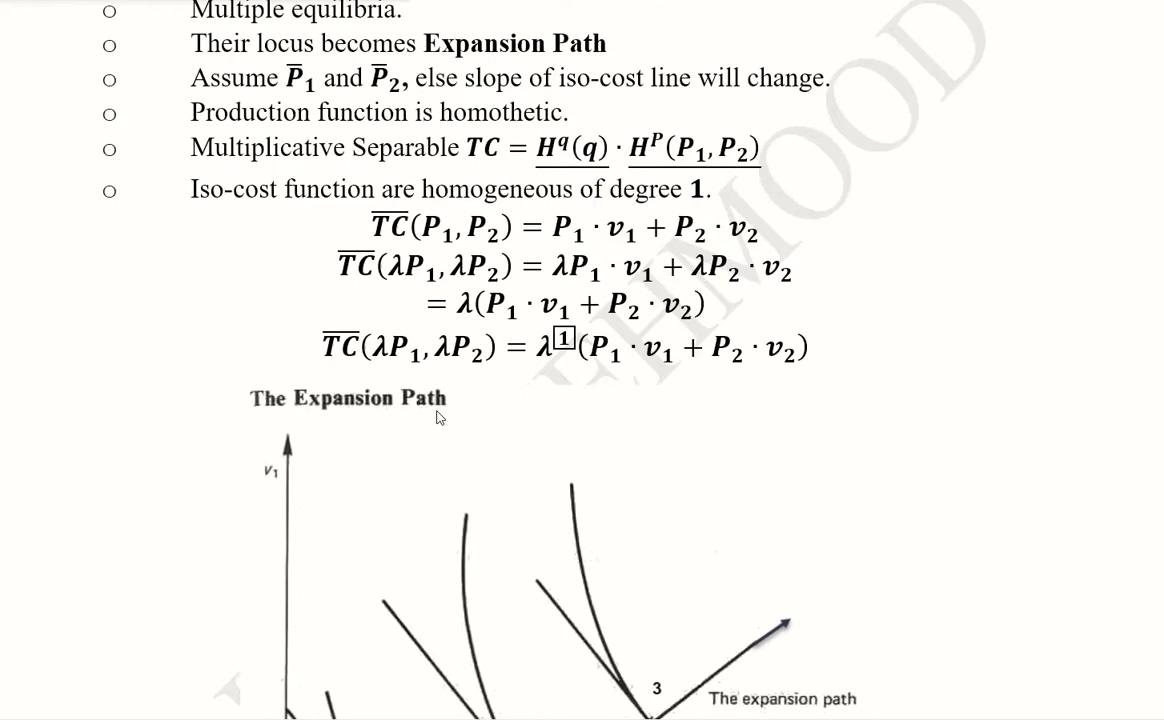 ○ Multiple equilibria.
○ Their locus becomes Expansion Path
○ Assume P̅₁ and P̅₂, else slope of iso-cost line will change.
○ Production function is homothetic.
○ Multiplicative Separable TC = H^q(q) · H^P(P₁, P₂)
○ Iso-cost function are homogeneous of degree 1.
T̅C̅(P₁, P₂) = P₁ · v₁ + P₂ · v₂
T̅C̅(λP₁, λP₂) = λP₁ · v₁ + λP₂ · v₂
= λ(P₁ · v₁ + P₂ · v₂)
T̅C̅(λP₁, λP₂) = λ¹(P₁ · v₁ + P₂ · v₂)
The Expansion Path
v₁
3
The expansion path